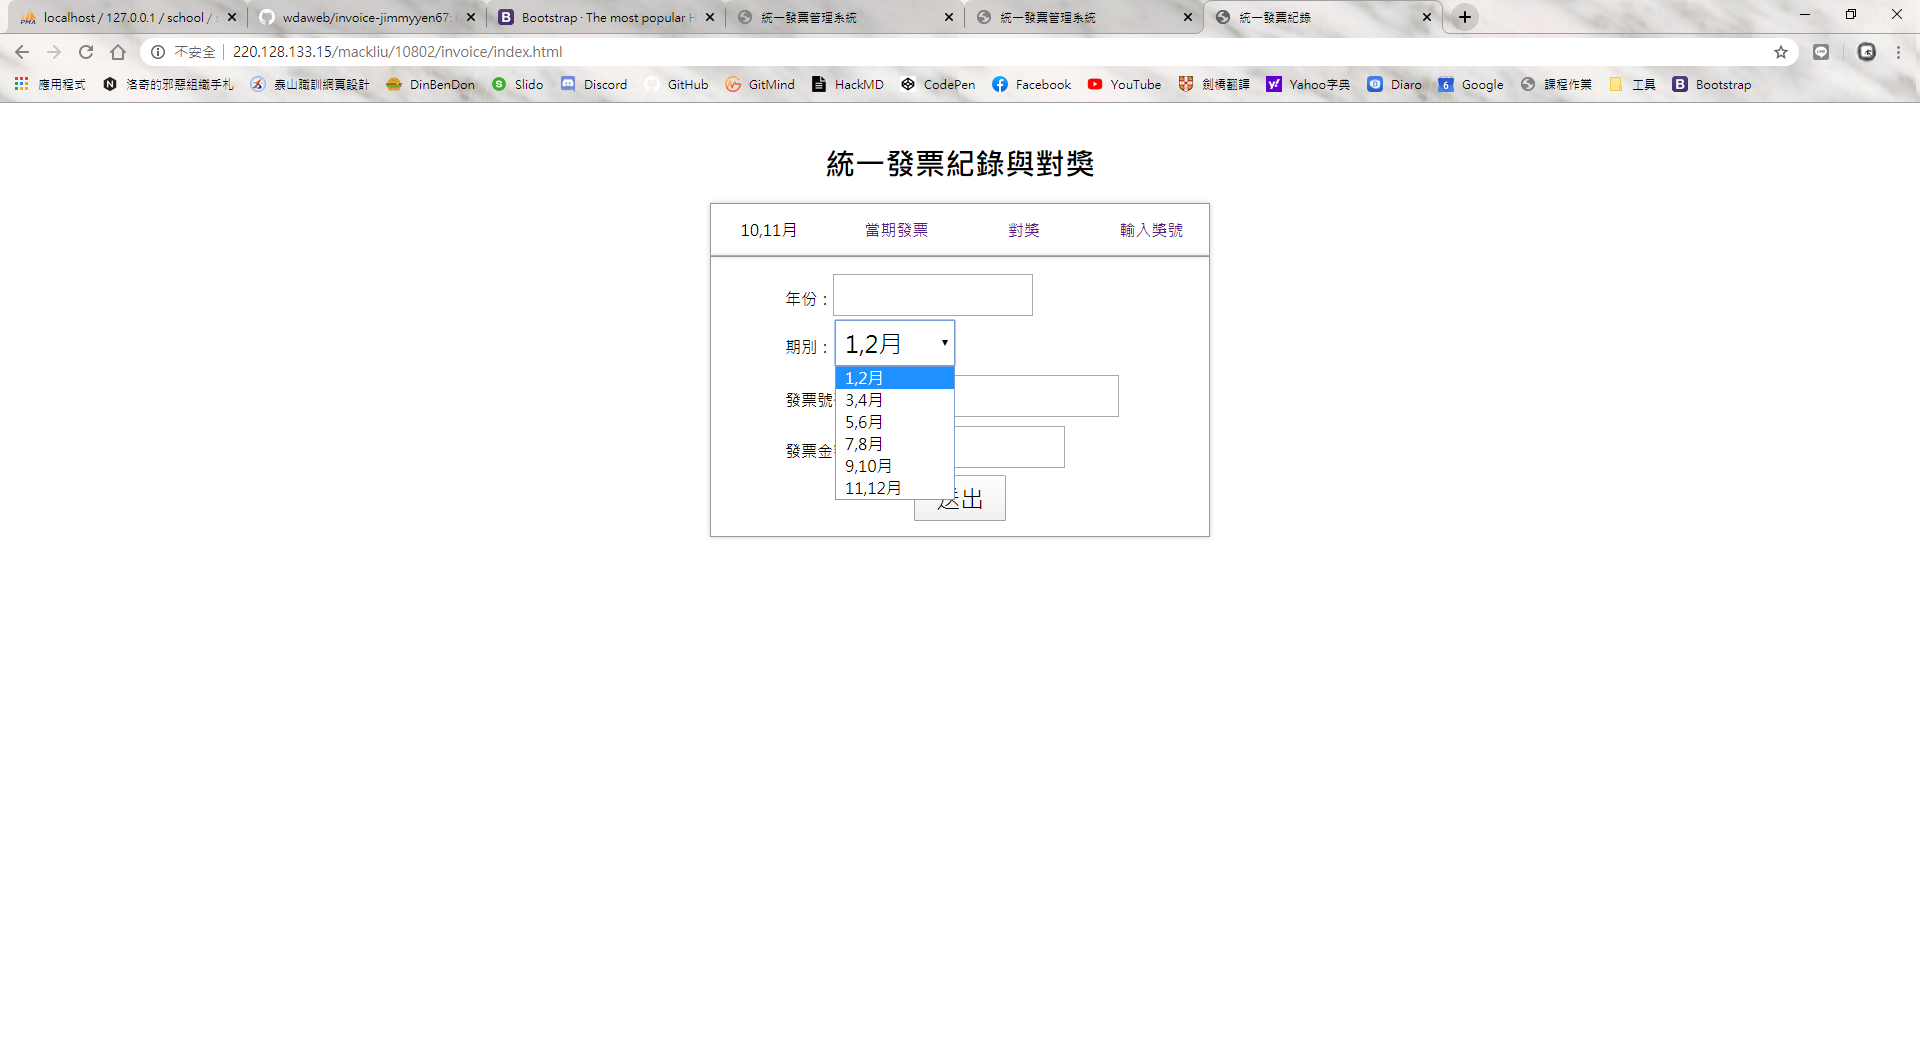 localhost / 127.0.0.1 / school /
wdaweb/invoice-jimmyyen67:
Bootstrap · The most popular H
統一發票管理系統
統一發票管理系統
統一發票紀錄
不安全
220.128.133.15/mackliu/10802/invoice/index.html
應用程式
洛奇的邪惡組織手札
泰山職訓網頁設計
DinBenDon
Slido
Discord
GitHub
GitMind
HackMD
CodePen
Facebook
YouTube
劍橋翻譯
Yahoo字典
Diaro
Google
課程作業
工具
Bootstrap
統一發票紀錄與對獎
10,11月
當期發票
對獎
輸入獎號
年份：
期別：
1,2月
1,2月
3,4月
5,6月
7,8月
9,10月
11,12月
發票號
發票金
送出